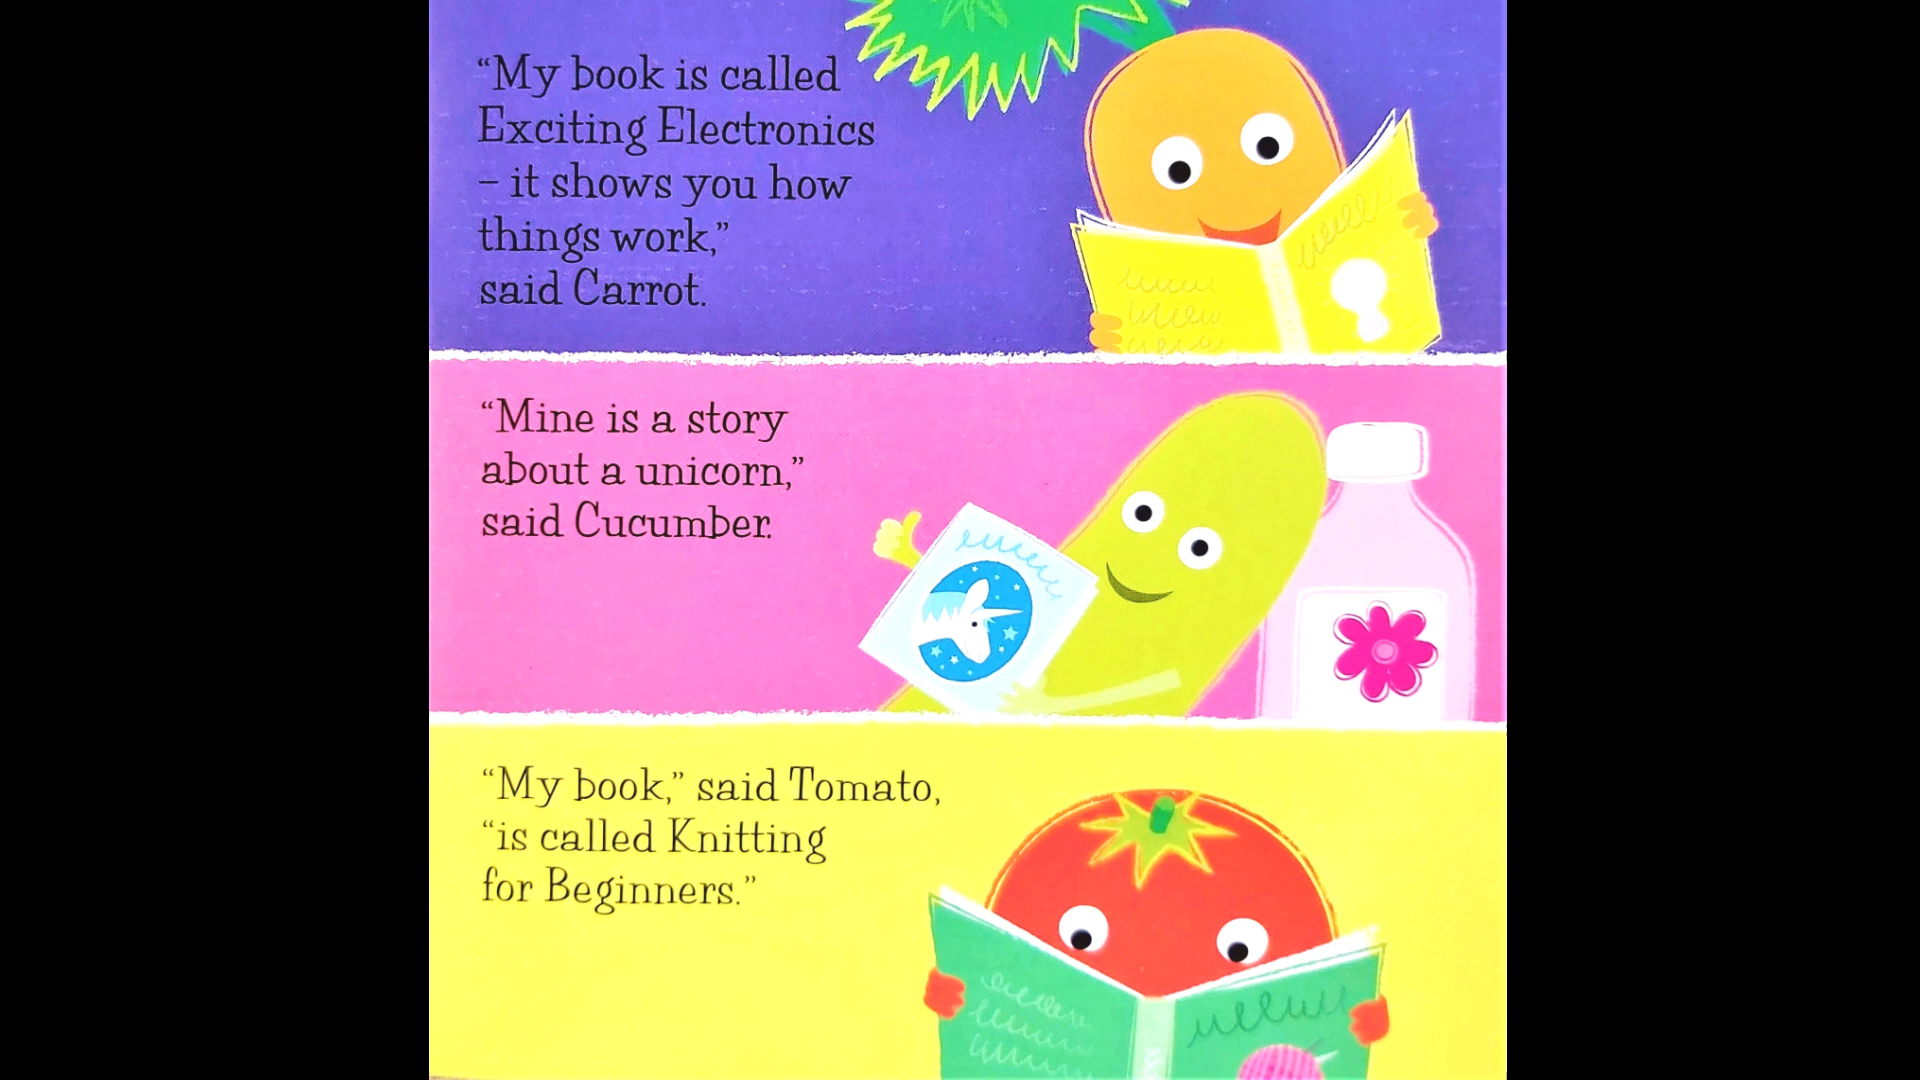 “My book is called
Exciting Electronics
– it shows you how
things work,”
said Carrot.
“Mine is a story
about a unicorn,”
said Cucumber.
“My book,” said Tomato,
“is called Knitting
for Beginners.”